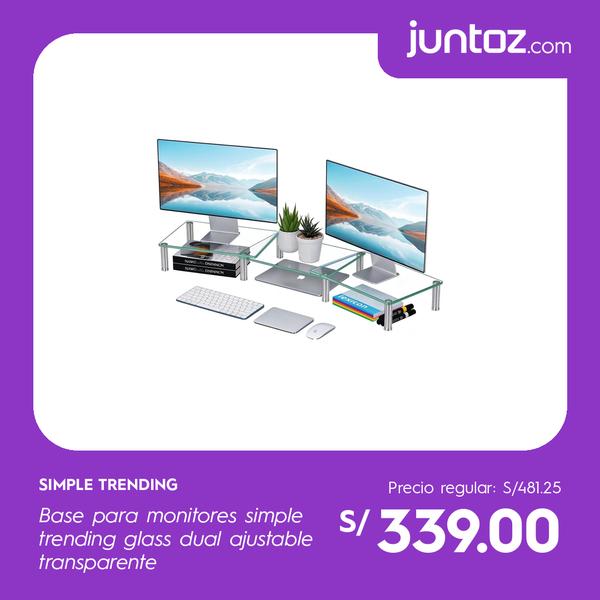 juntoz.com
SIMPLE TRENDING
Base para monitores simple
trending glass dual ajustable
transparente
Precio regular: S/481.25
S/ 339.00